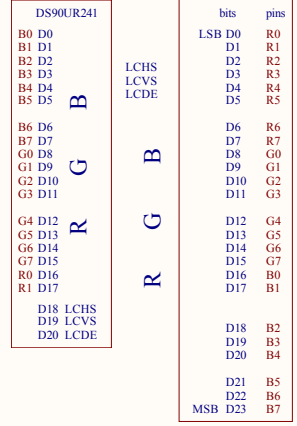 DS90UR241
B0 D0
B1 D1
B2 D2
B3 D3
B4 D4
B5 D5
B6 D6
B7 D7
G0 D8
G1 D9
G2 D10
G3 D11
G4 D12
G5 D13
G6 D14
G7 D15
R0 D16
R1 D17
D18 LCHS
D19 LCVS
D20 LCDE
R G B
LCHS
LCVS
LCDE
R G B
bits pins
LSB D0 R0
D1 R1
D2 R2
D3 R3
D4 R4
D5 R5
D6 R6
D7 R7
D8 G0
D9 G1
D10 G2
D11 G3
D12 G4
D13 G5
D14 G6
D15 G7
D16 B0
D17 B1
D18 B2
D19 B3
D20 B4
D21 B5
D22 B6
MSB D23 B7